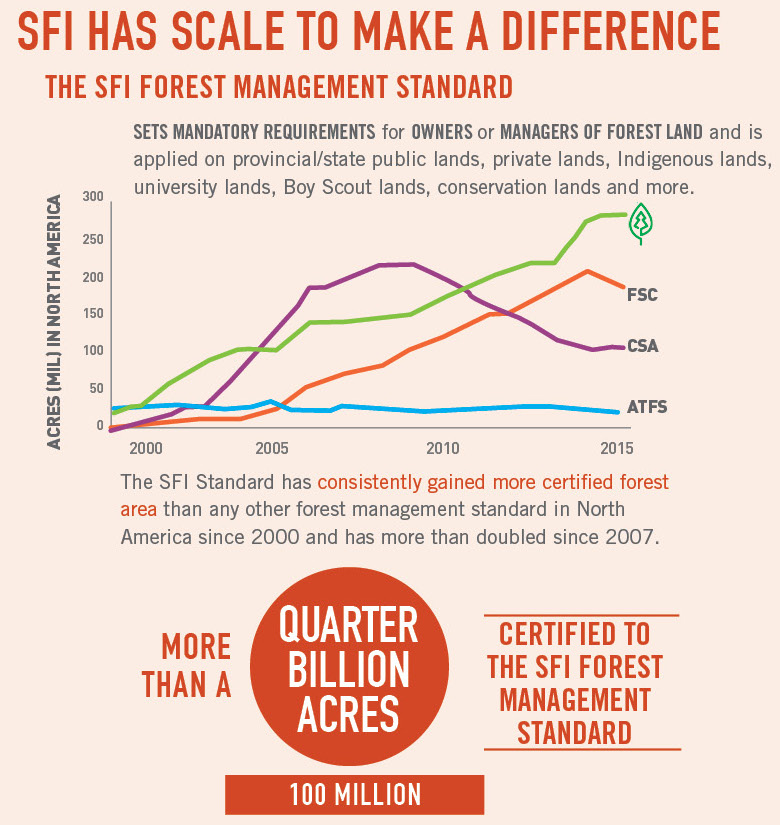 SFI HAS SCALE TO MAKE A DIFFERENCE
THE SFI FOREST MANAGEMENT STANDARD
SETS MANDATORY REQUIREMENTS for OWNERS or MANAGERS OF FOREST LAND and is
applied on provincial/state public lands, private lands, Indigenous lands,
university lands, Boy Scout lands, conservation lands and more.
ACRES (MIL) IN NORTH AMERICA
300
250
200
150
100
50
0
FSC
CSA
ATFS
2000 2005 2010 2015
The SFI Standard has consistently gained more certified forest
area than any other forest management standard in North
America since 2000 and has more than doubled since 2007.
MORE
THAN A
QUARTER
BILLION
ACRES
CERTIFIED TO
THE SFI FOREST
MANAGEMENT
STANDARD
100 MILLION